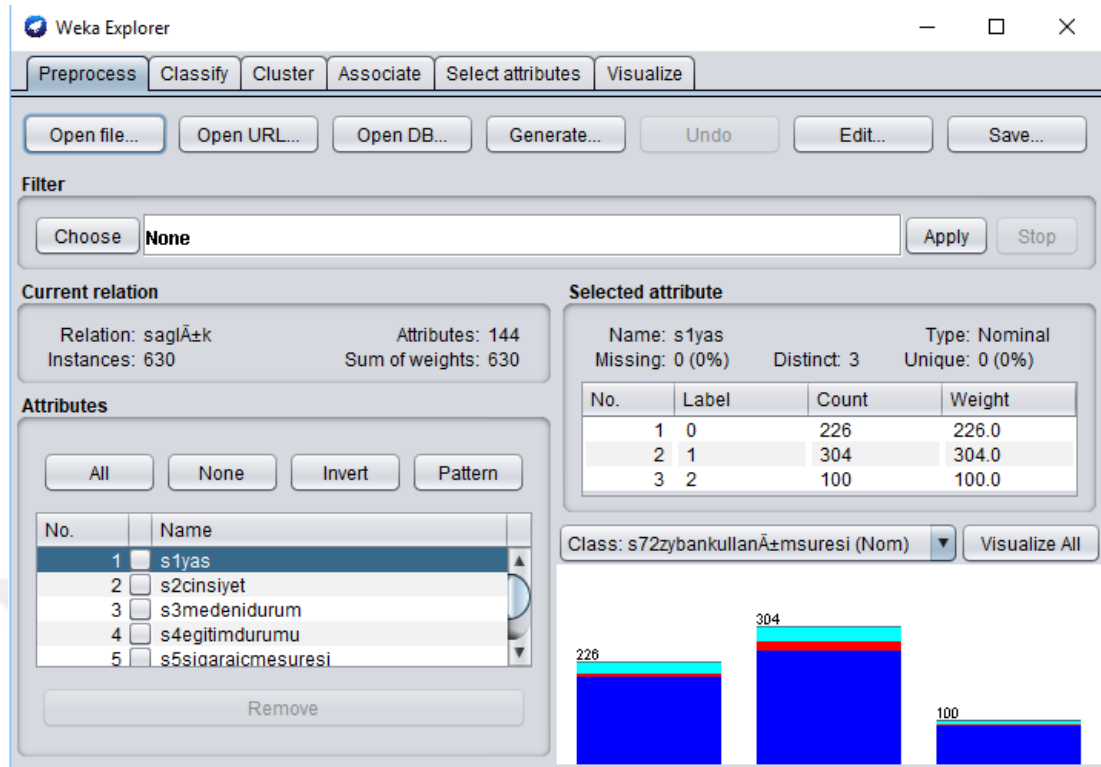 Weka Explorer
Preprocess Classify Cluster Associate Select attributes Visualize
Open file... Open URL... Open DB... Generate... Undo Edit... Save...
Filter
Choose None Apply Stop
Current relation
Relation: saglÄ±k Attributes: 144
Instances: 630 Sum of weights: 630
Attributes
All None Invert Pattern
No. Name
1 s1yas
2 s2cinsiyet
3 s3medenidurum
4 s4egitimdurumu
5 s5sigaraicmesuresi
Remove
Selected attribute
Name: s1yas Type: Nominal
Missing: 0 (0%) Distinct: 3 Unique: 0 (0%)
No. Label Count Weight
1 0 226 226.0
2 1 304 304.0
3 2 100 100.0
Class: s72zybankullanÄ±msuresi (Nom) Visualize All
226
304
100